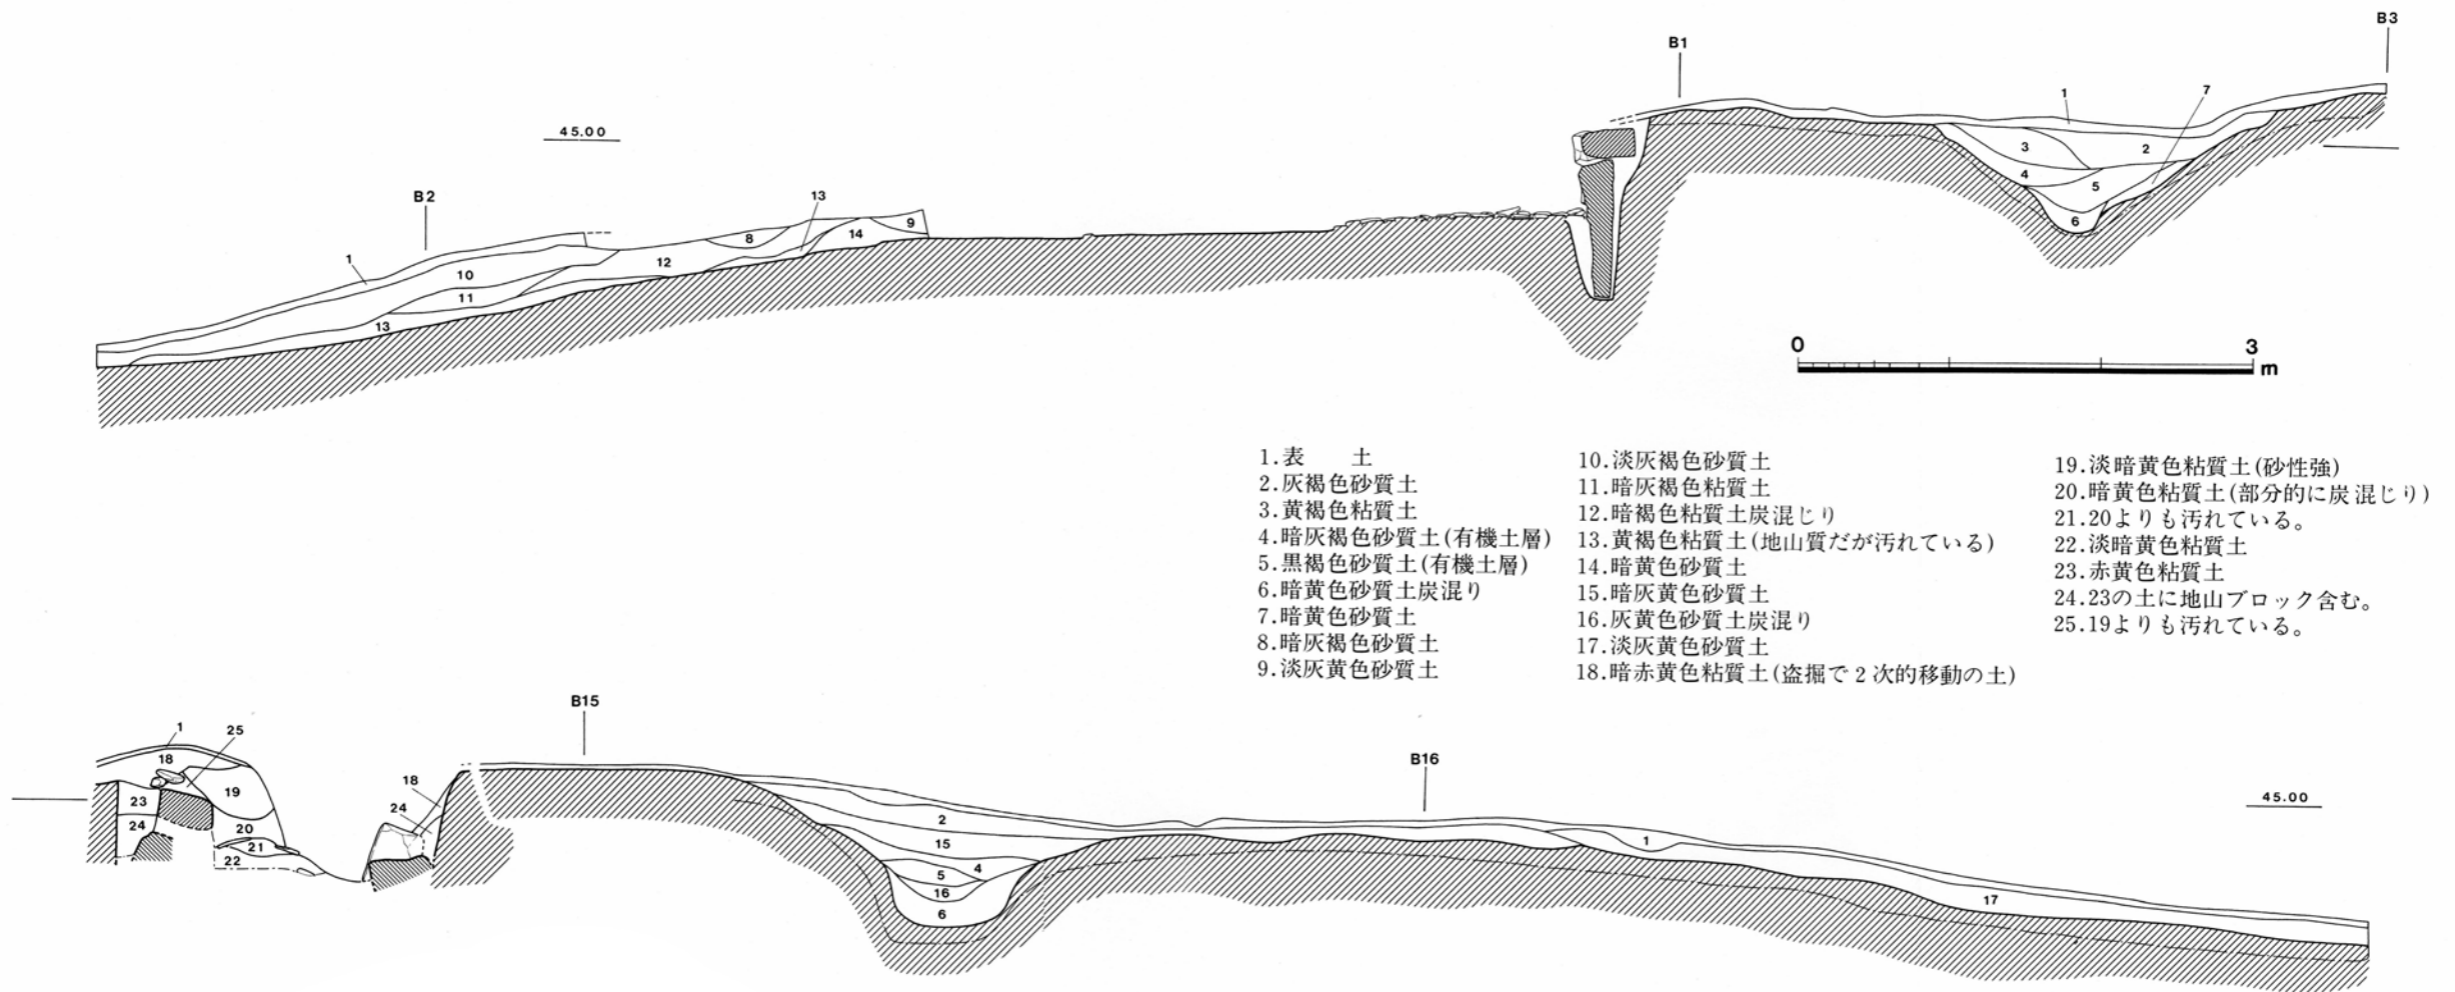 B3
B1
1
7
45.00
3
2
B2
13
4
5
9
8
14
6
1
12
10
11
13
0 3
m
1.表　土
2.灰褐色砂質土
3.黄褐色粘質土
4.暗灰褐色砂質土(有機土層)
5.黒褐色砂質土(有機土層)
6.暗黄色砂質土炭混り
7.暗黄色砂質土
8.暗灰褐色砂質土
9.淡灰黄色砂質土
10.淡灰褐色砂質土
11.暗灰褐色粘質土
12.暗褐色粘質土炭混じり
13.黄褐色粘質土(地山質だが汚れている)
14.暗黄色砂質土
15.暗灰黄色砂質土
16.灰黄色砂質土炭混り
17.淡灰黄色砂質土
18.暗赤黄色粘質土(盗掘で2次的移動の土)
19.淡暗黄色粘質土(砂性強)
20.暗黄色粘質土(部分的に炭混じり)
21.20よりも汚れている。
22.淡暗黄色粘質土
23.赤黄色粘質土
24.23の土に地山ブロック含む。
25.19よりも汚れている。
B15
1
25
18
B16
18
19
23
45.00
24
2
24
20
15
1
21
22
4
5
16
17
6